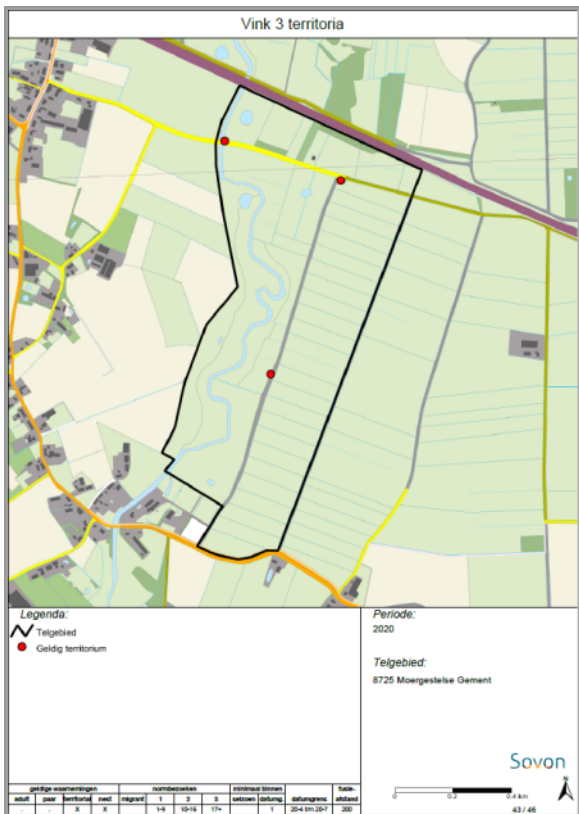 Vink 3 territoria
Legenda:
Telgebied
Geldig territorium
Periode:
2020
Telgebied:
8725 Moergestelse Gement
Sovon
0 0.2 0.4 km
N
43 / 46
geldige waarnemingen normbezoeken minimaal binnen fusie-
adult paar territoriaal nest migrant 1 2 3 seizoen datumg. datumgrens afstand
. . X X 1-9 10-16 17+ . 1 20-4 t/m 20-7 200